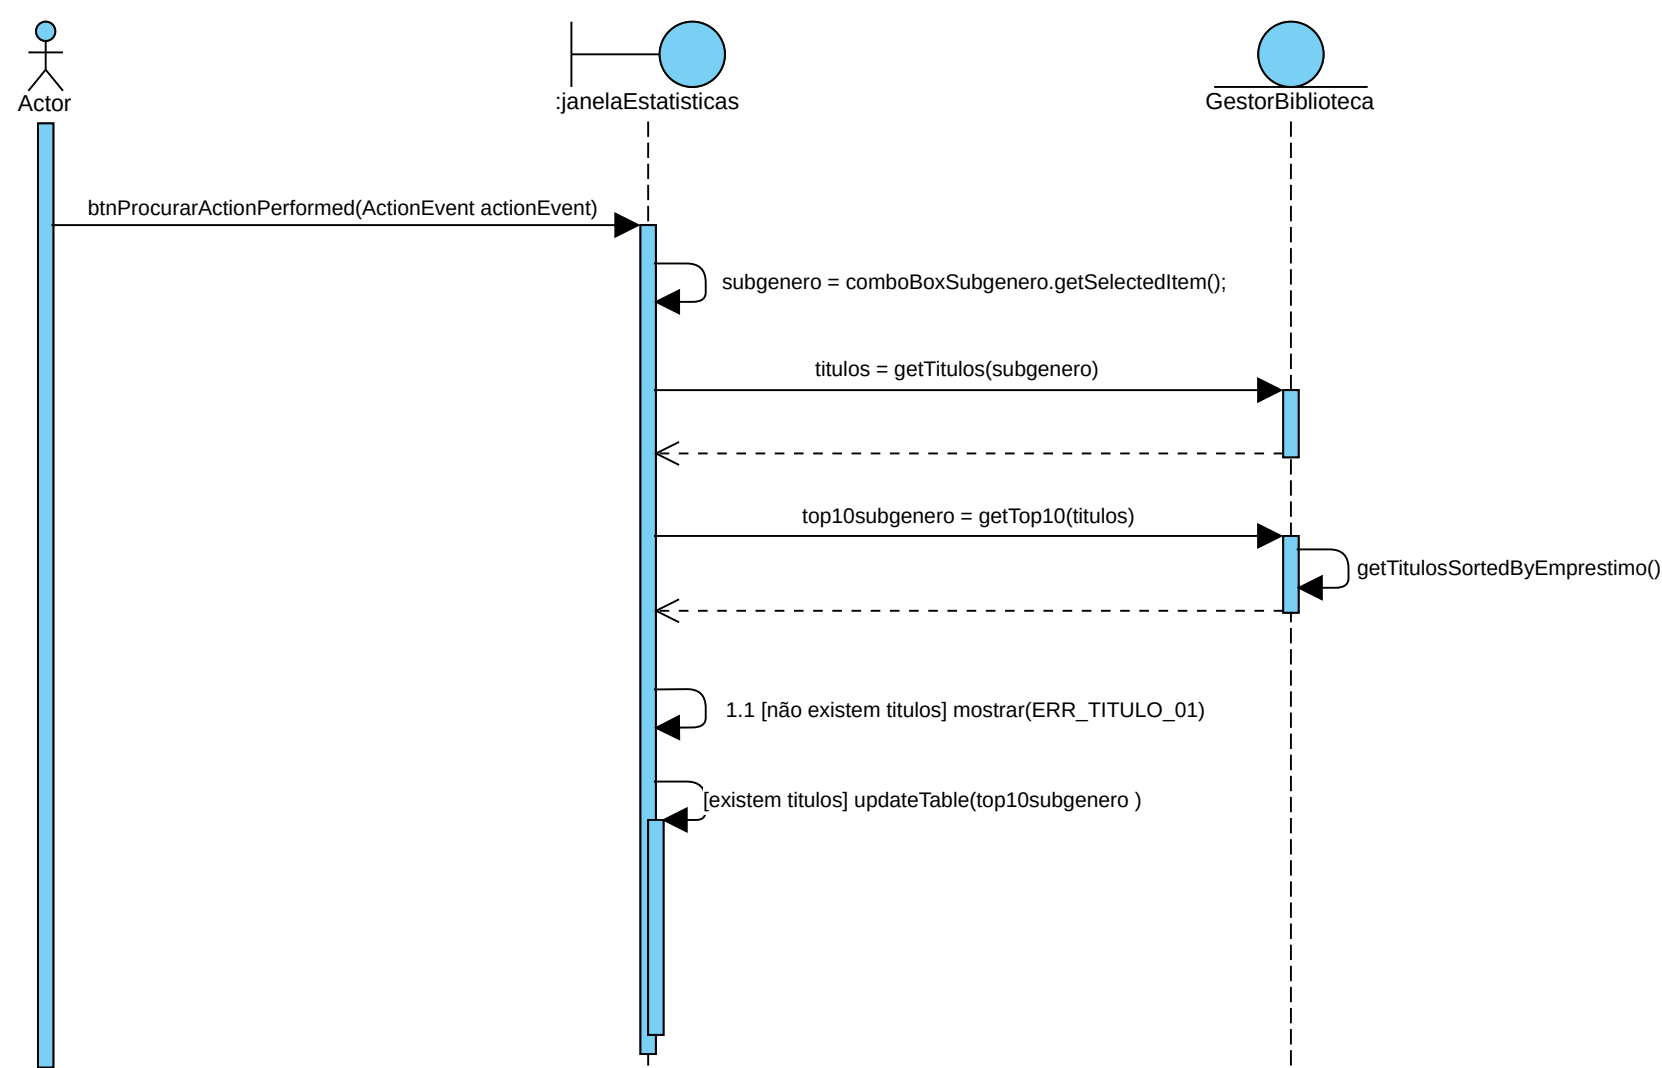 Actor
:janelaEstatisticas
GestorBiblioteca
btnProcurarActionPerformed(ActionEvent actionEvent)
subgenero = comboBoxSubgenero.getSelectedItem();
titulos = getTitulos(subgenero)
top10subgenero = getTop10(titulos)
getTitulosSortedByEmprestimo()
1.1 [não existem titulos] mostrar(ERR_TITULO_01)
[existem titulos] updateTable(top10subgenero )